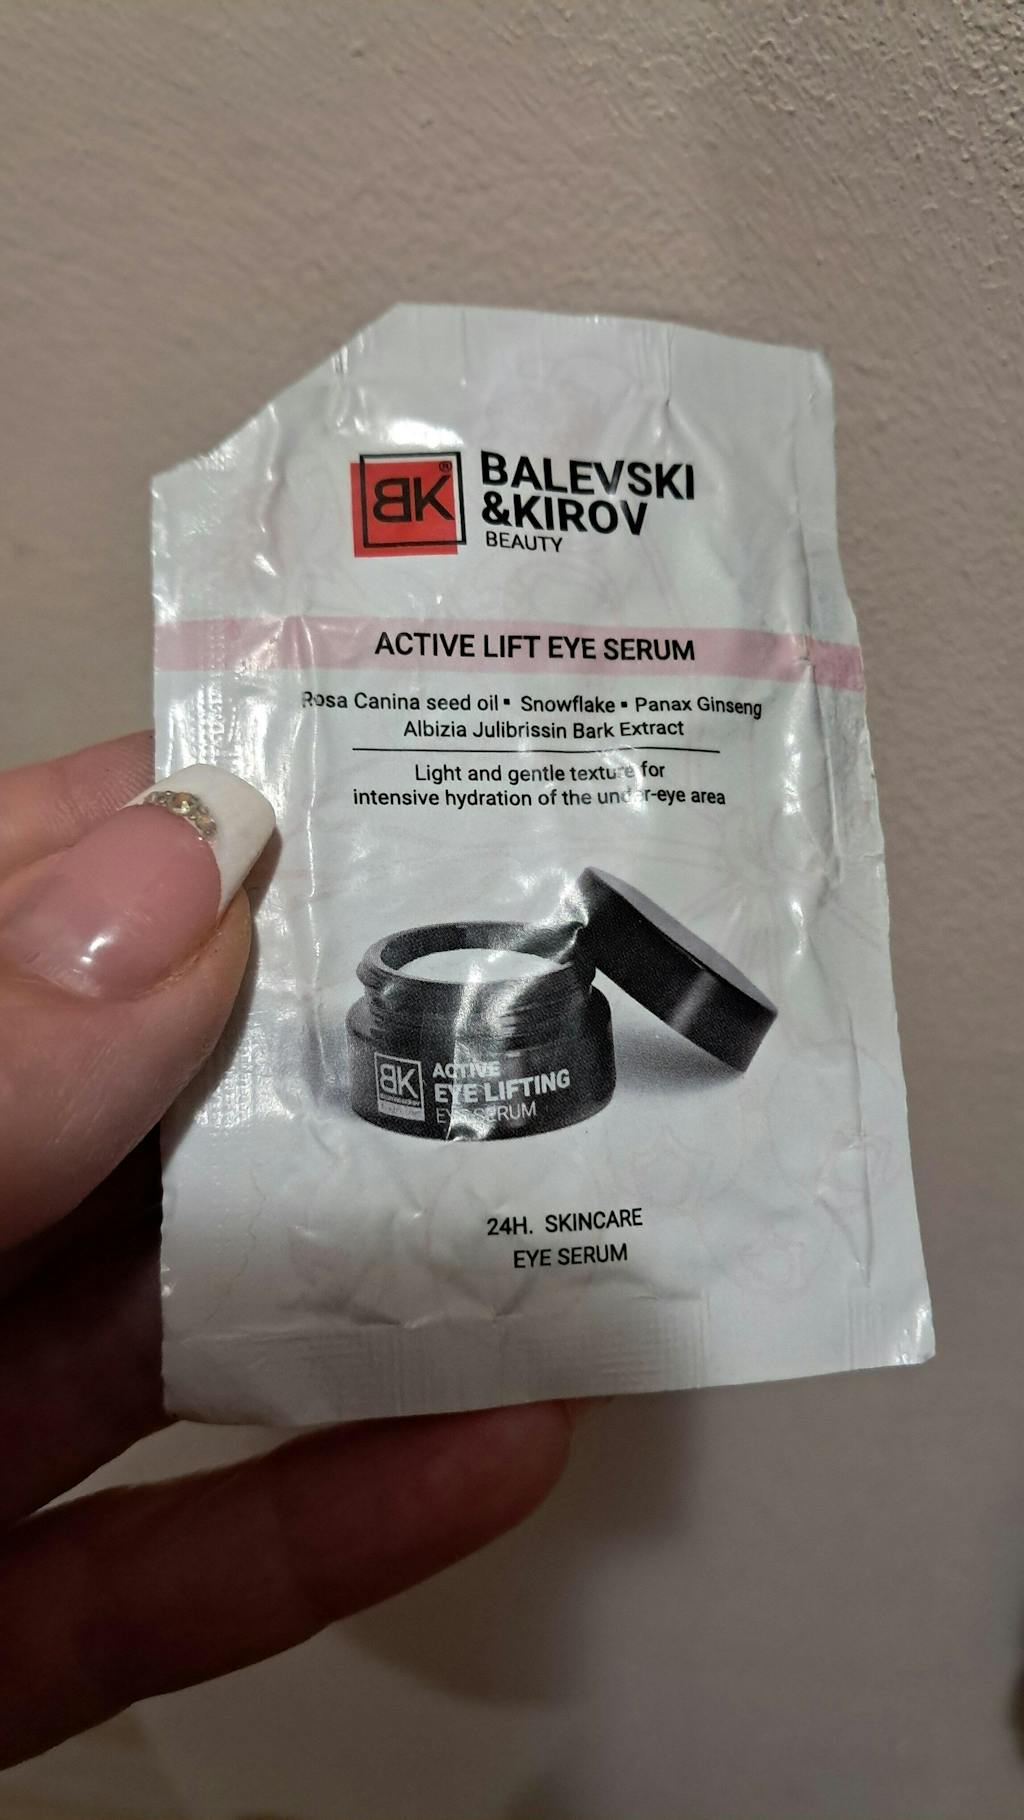 BK®
BALEVSKI
&KIROV
BEAUTY
ACTIVE LIFT EYE SERUM
Rosa Canina seed oil▪ Snowflake ▪ Panax Ginseng
Albizia Julibrissin Bark Extract
Light and gentle texture for
intensive hydration of the under-eye area
BK
ACTIVE
EYE LIFTING
EYE SERUM
24H. SKINCARE
EYE SERUM